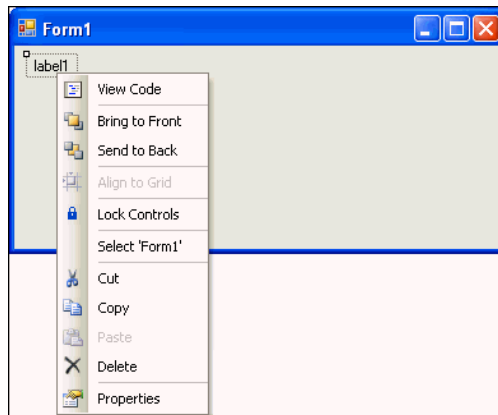 Form1
label1
View Code
Bring to Front
Send to Back
Align to Grid
Lock Controls
Select 'Form1'
Cut
Copy
Paste
Delete
Properties